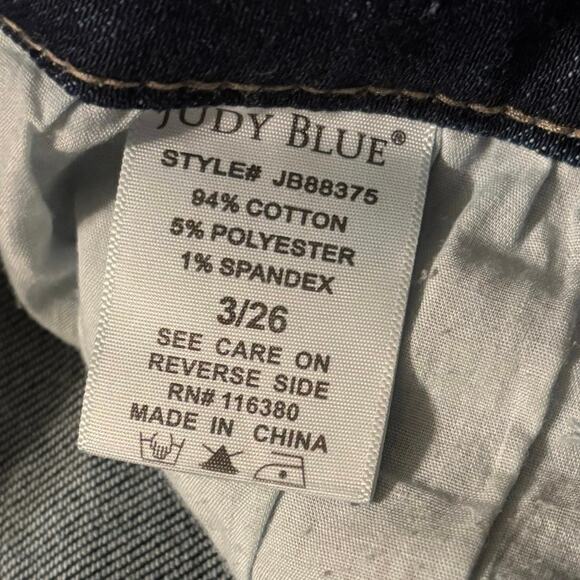 JUDY BLUE®
STYLE# JB88375
94% COTTON
5% POLYESTER
1% SPANDEX
3/26
SEE CARE ON
REVERSE SIDE
RN# 116380
MADE IN CHINA